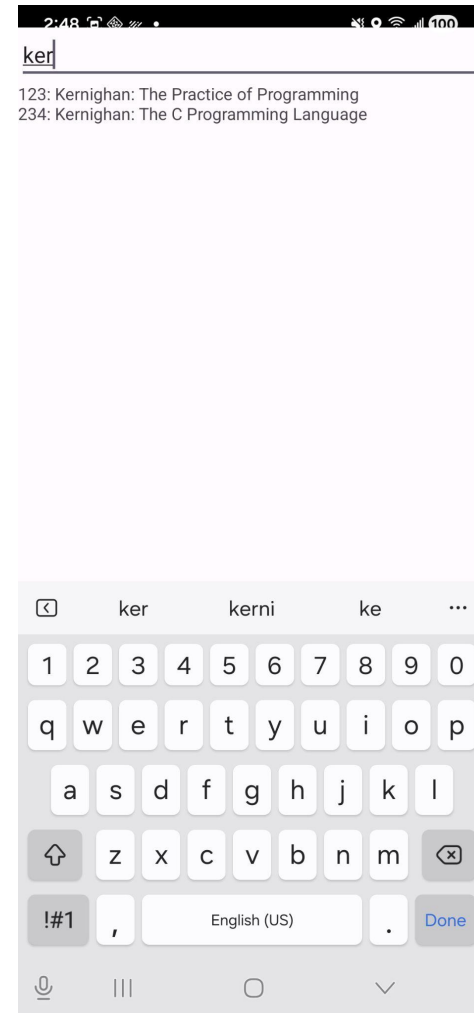 2:48 100
ker
123: Kernighan: The Practice of Programming
234: Kernighan: The C Programming Language
ker kerni ke ...
1 2 3 4 5 6 7 8 9 0
q w e r t y u i o p
a s d f g h j k l
z x c v b n m
!#1 , English (US) . Done